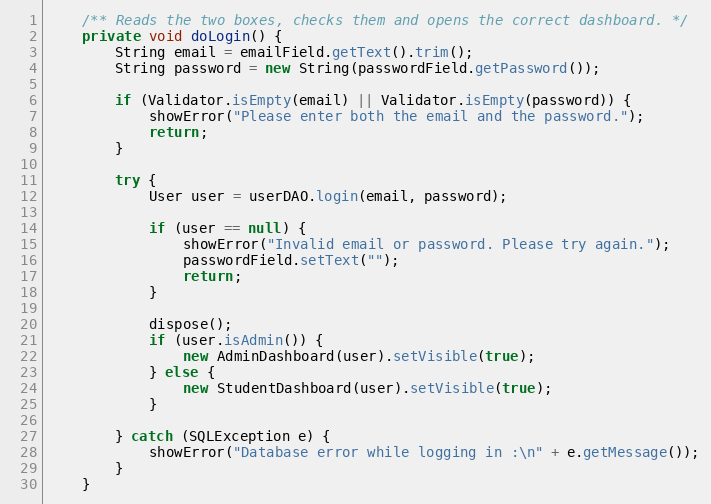 1     /** Reads the two boxes, checks them and opens the correct dashboard. */
2     private void doLogin() {
3         String email = emailField.getText().trim();
4         String password = new String(passwordField.getPassword());
5
6         if (Validator.isEmpty(email) || Validator.isEmpty(password)) {
7             showError("Please enter both the email and the password.");
8             return;
9         }
10
11         try {
12             User user = userDAO.login(email, password);
13
14             if (user == null) {
15                 showError("Invalid email or password. Please try again.");
16                 passwordField.setText("");
17                 return;
18             }
19
20             dispose();
21             if (user.isAdmin()) {
22                 new AdminDashboard(user).setVisible(true);
23             } else {
24                 new StudentDashboard(user).setVisible(true);
25             }
26
27         } catch (SQLException e) {
28             showError("Database error while logging in :\n" + e.getMessage());
29         }
30     }